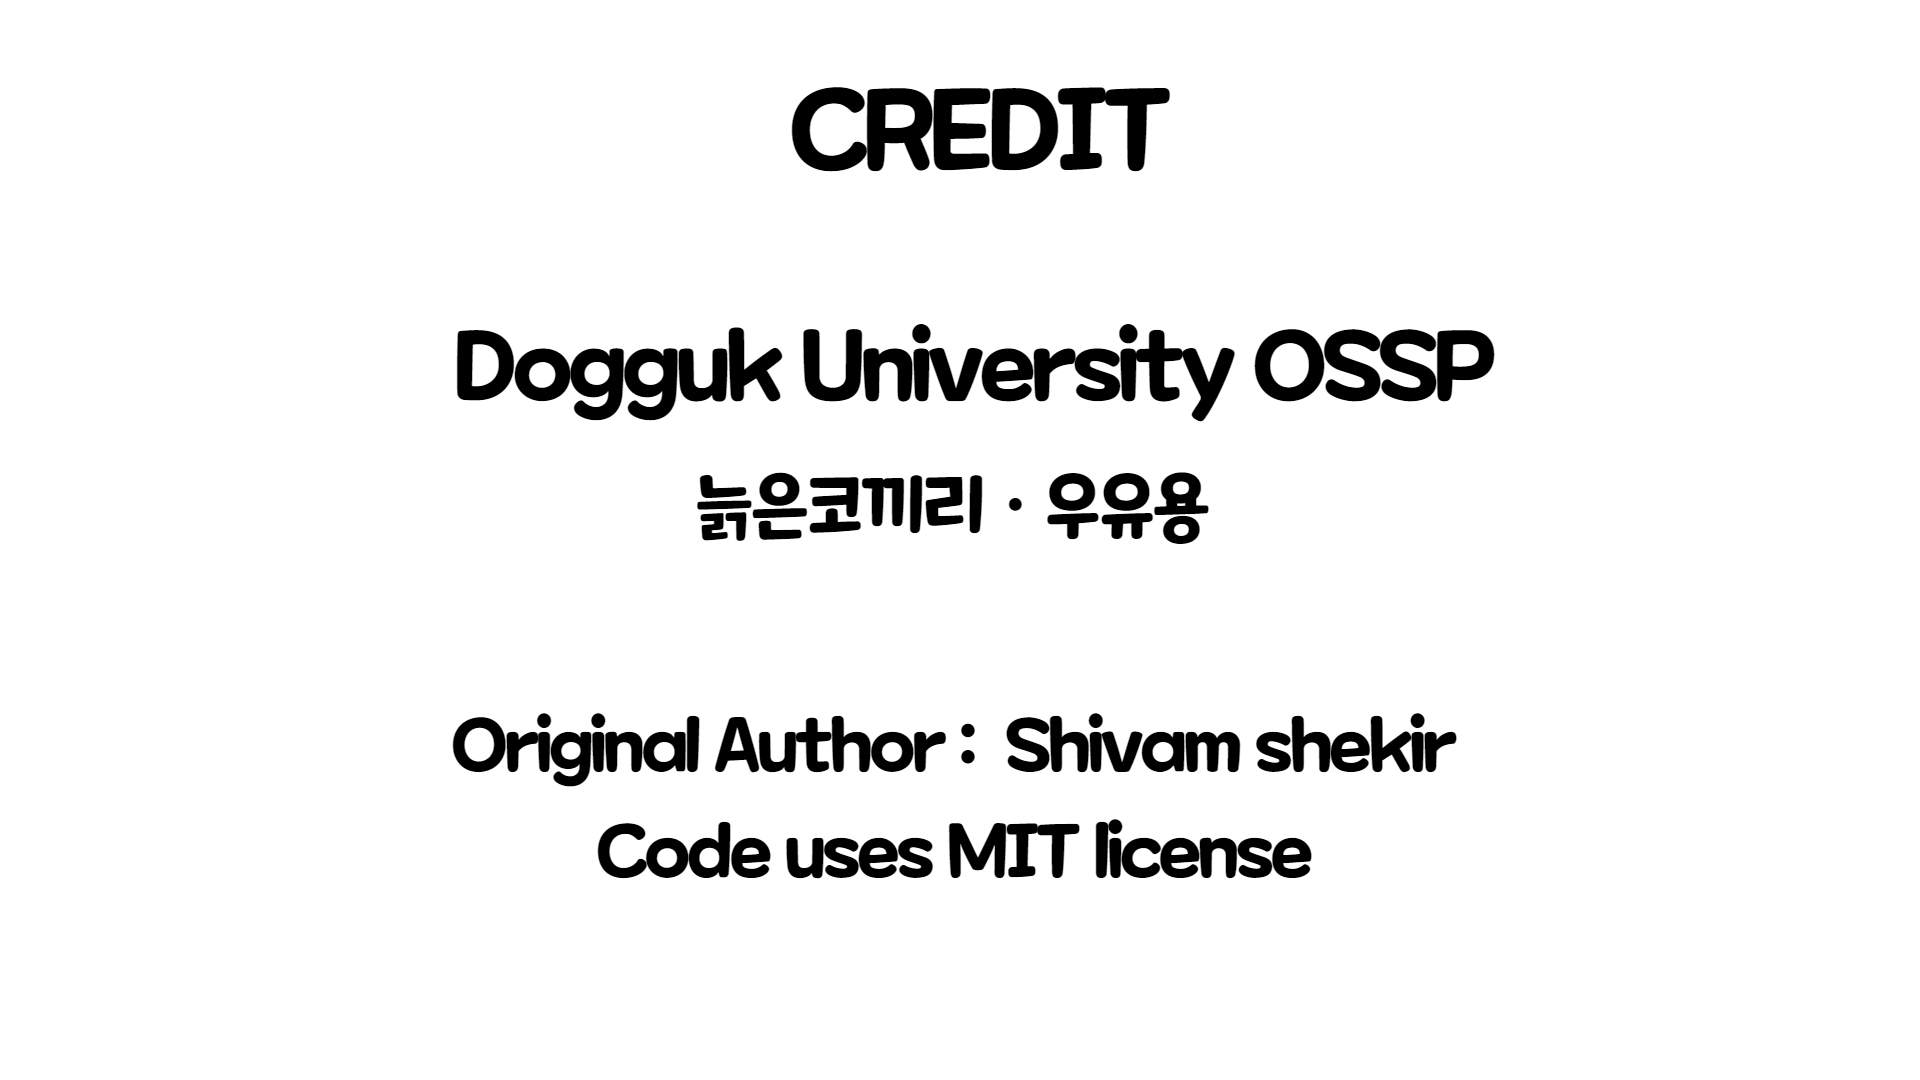 CREDIT
Dogguk University OSSP
늙은코끼리 · 우유용
Original Author : Shivam shekir
Code uses MIT license